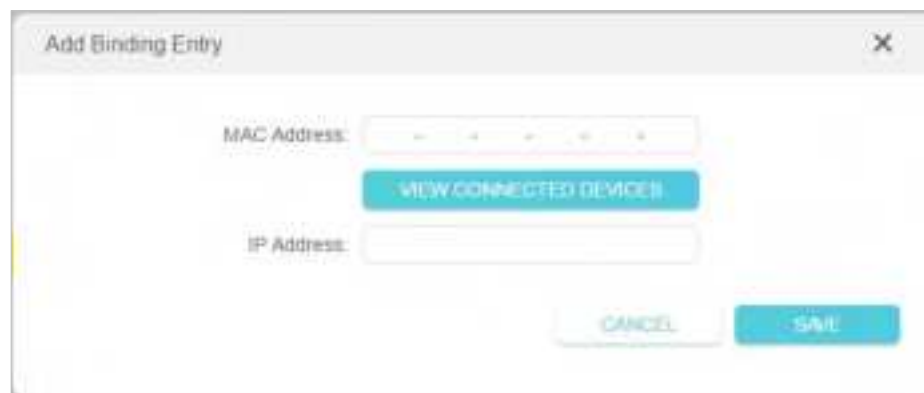 Add Binding Entry
MAC Address: - - - - -
VIEW CONNECTED DEVICES
IP Address:
CANCEL SAVE